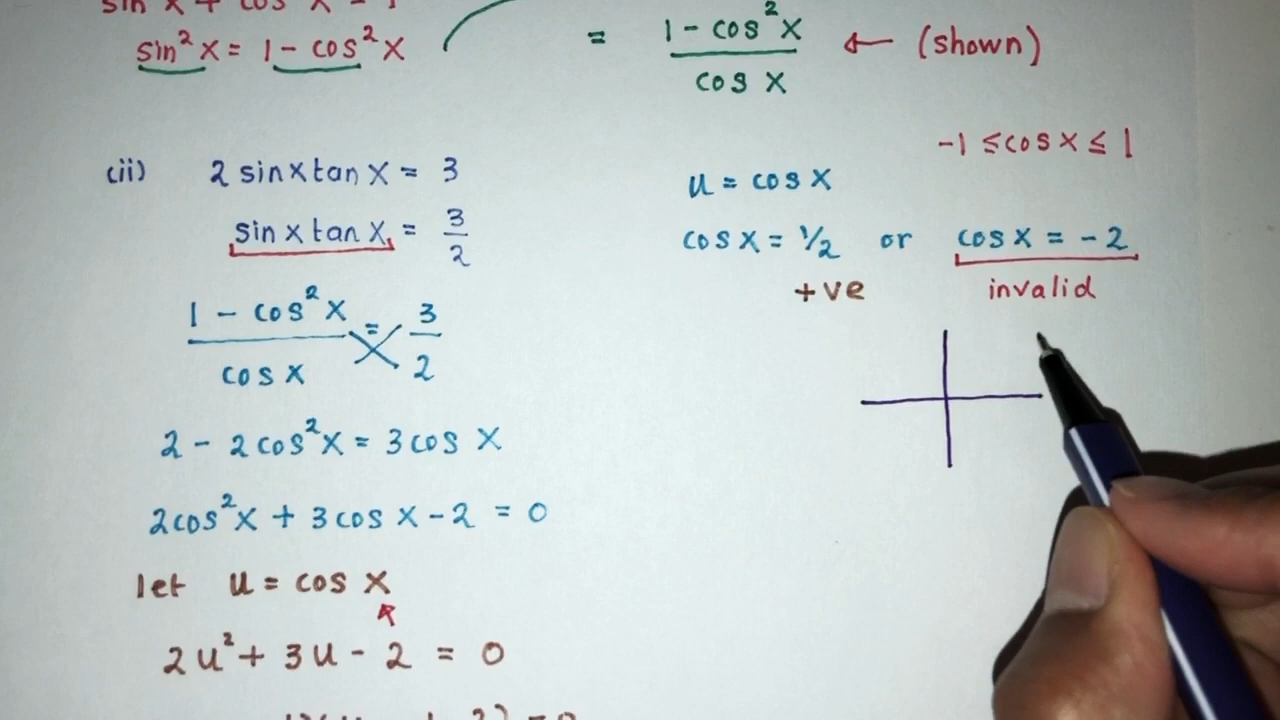 sin²x = 1 - cos²x
= 1 - cos²x / cos x ← (shown)
(ii) 2 sin x tan x = 3
sin x tan x = 3/2
1 - cos²x / cos x = 3/2
2 - 2cos²x = 3cos x
2cos²x + 3cos x - 2 = 0
let u = cos x
2u² + 3u - 2 = 0
-1 ≤ cos x ≤ 1
u = cos x
cos x = 1/2 or cos x = -2
+ve invalid